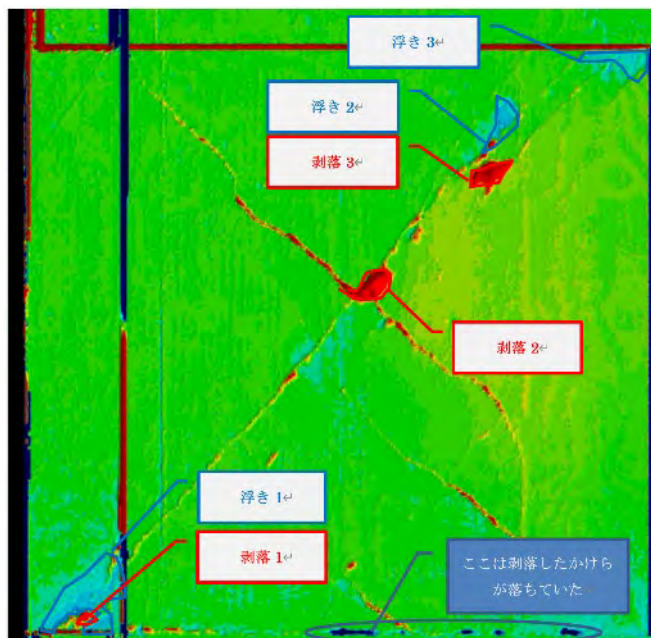 浮き 3↵
浮き 2↵
剥落 3↵
剥落 2↵
浮き 1↵
剥落 1↵
ここは剥落したかけら
が落ちていた